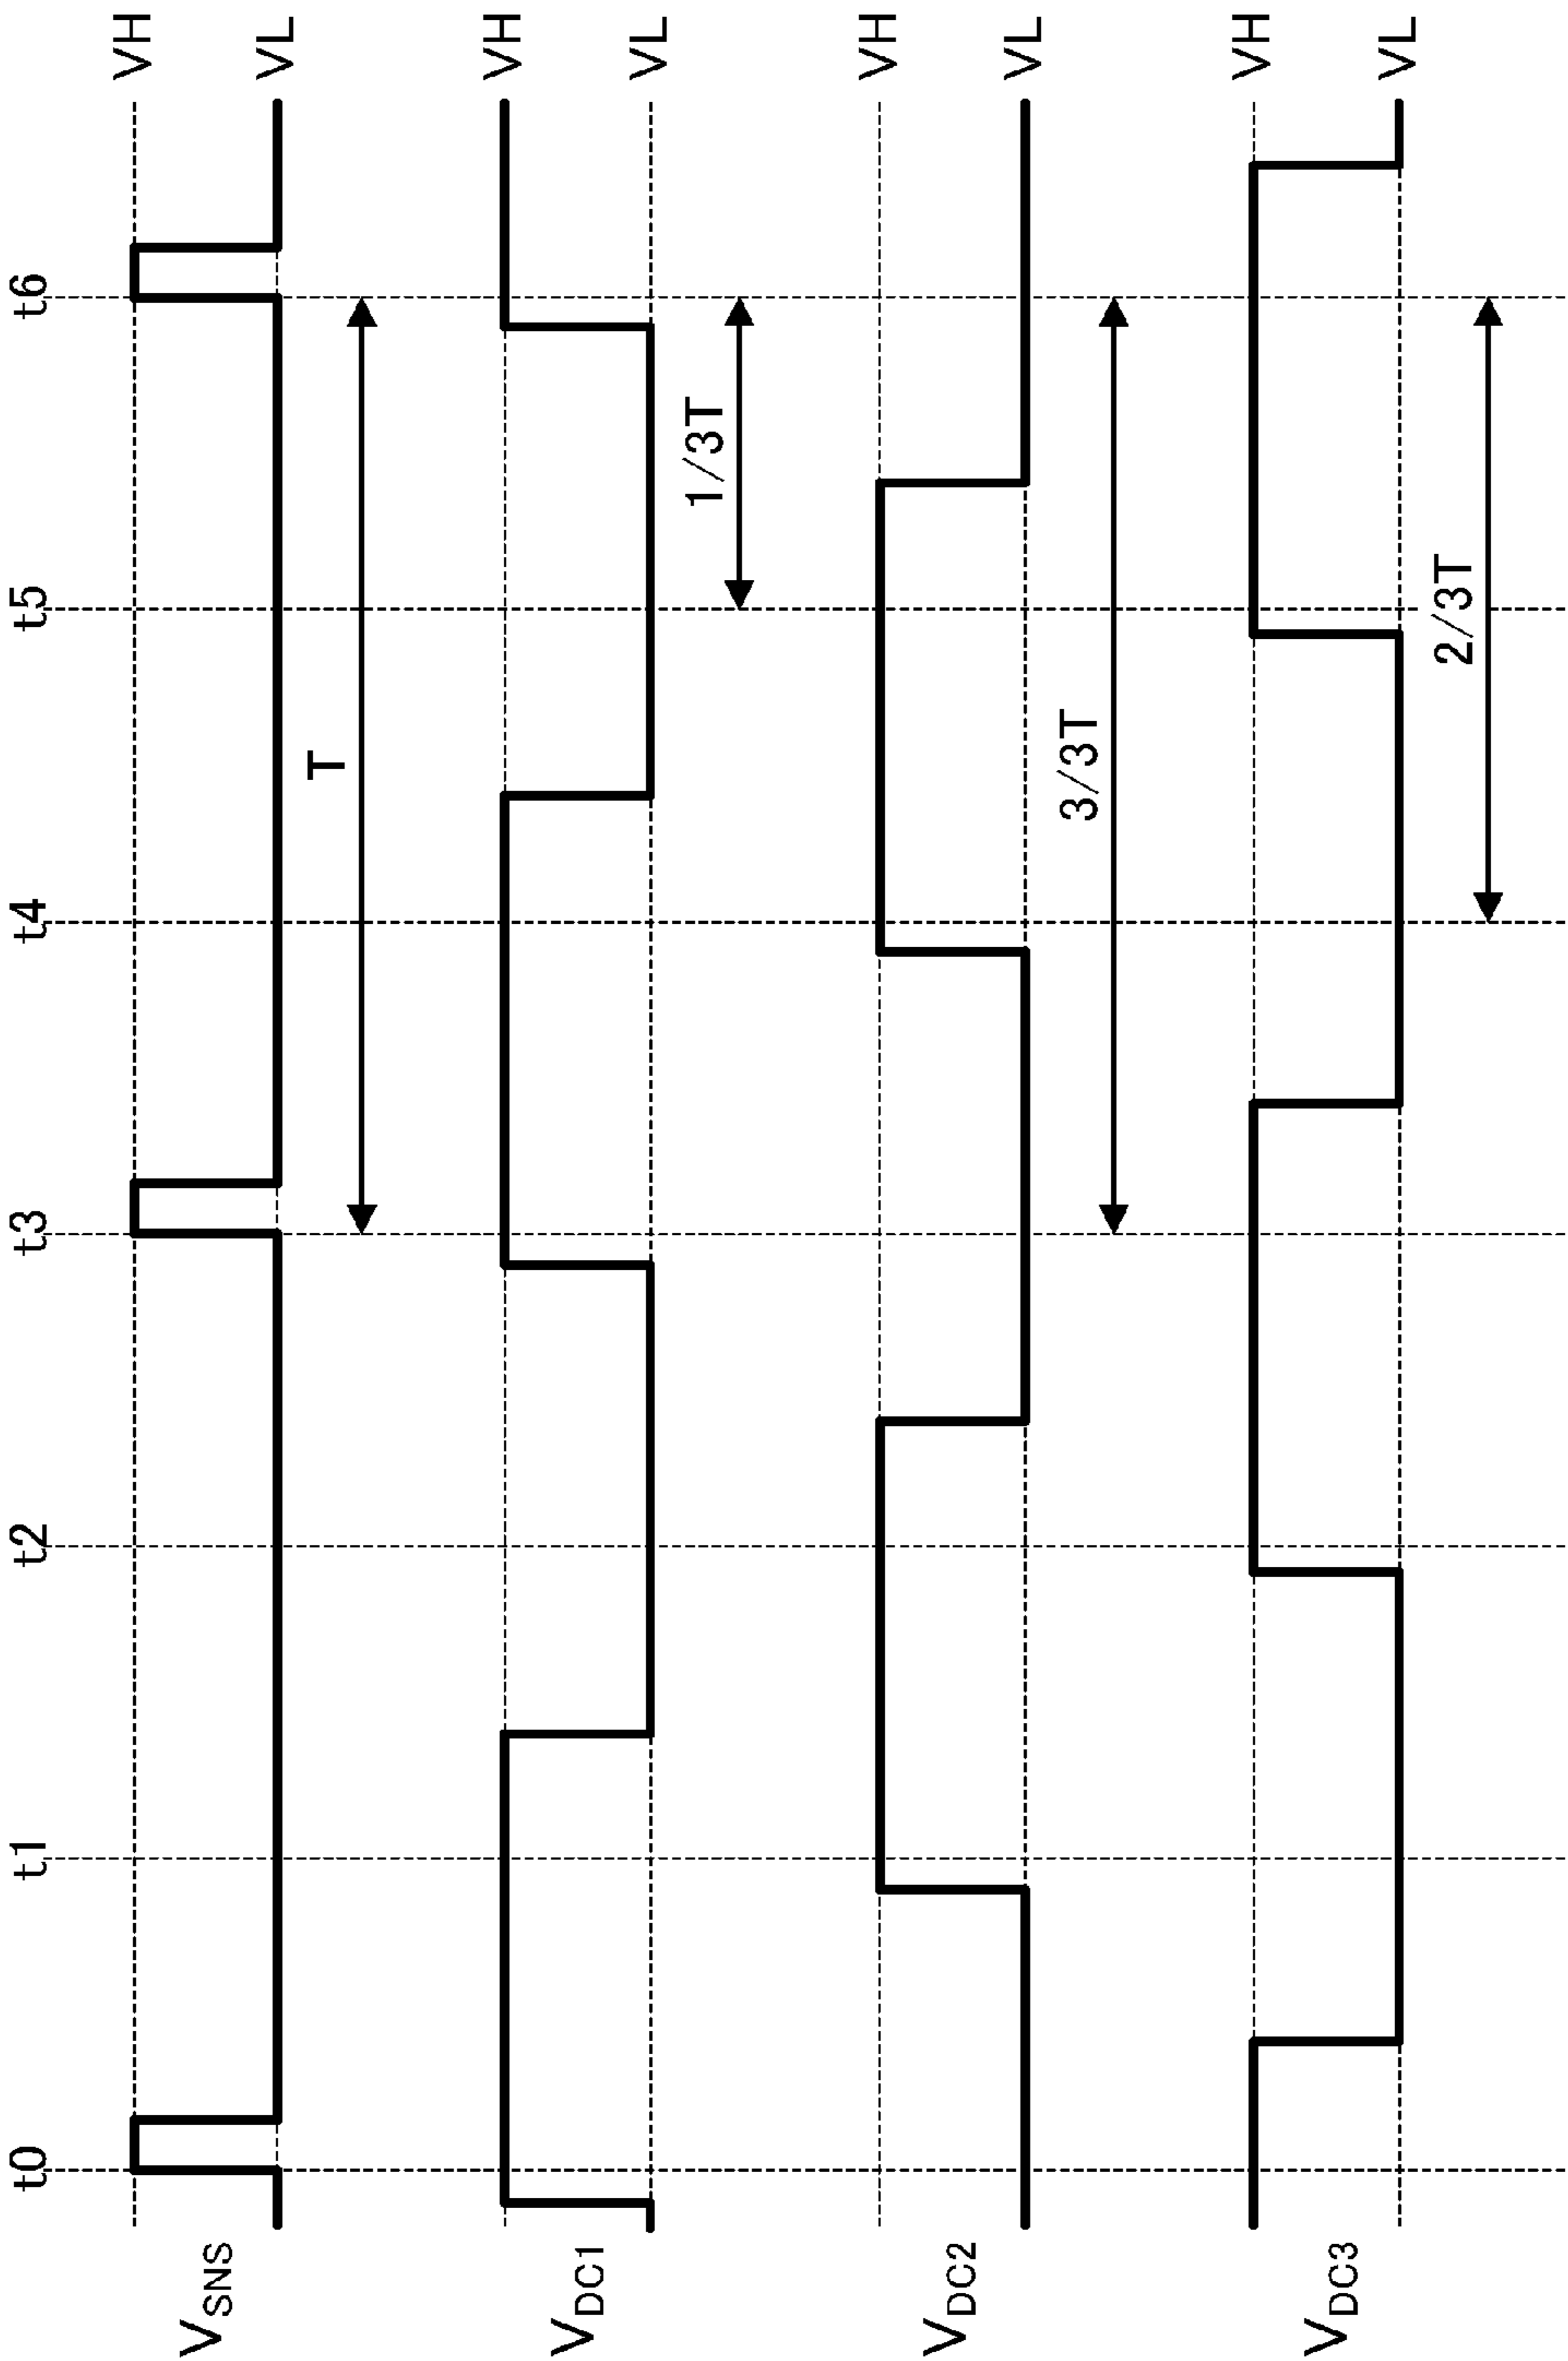 t0 t1 t2 t3 t4 t5 t6
VSNS VH
VL
T
VDC1 VH
VL
1/3T
VDC2 VH
VL
3/3T
VDC3 VH
VL
2/3T